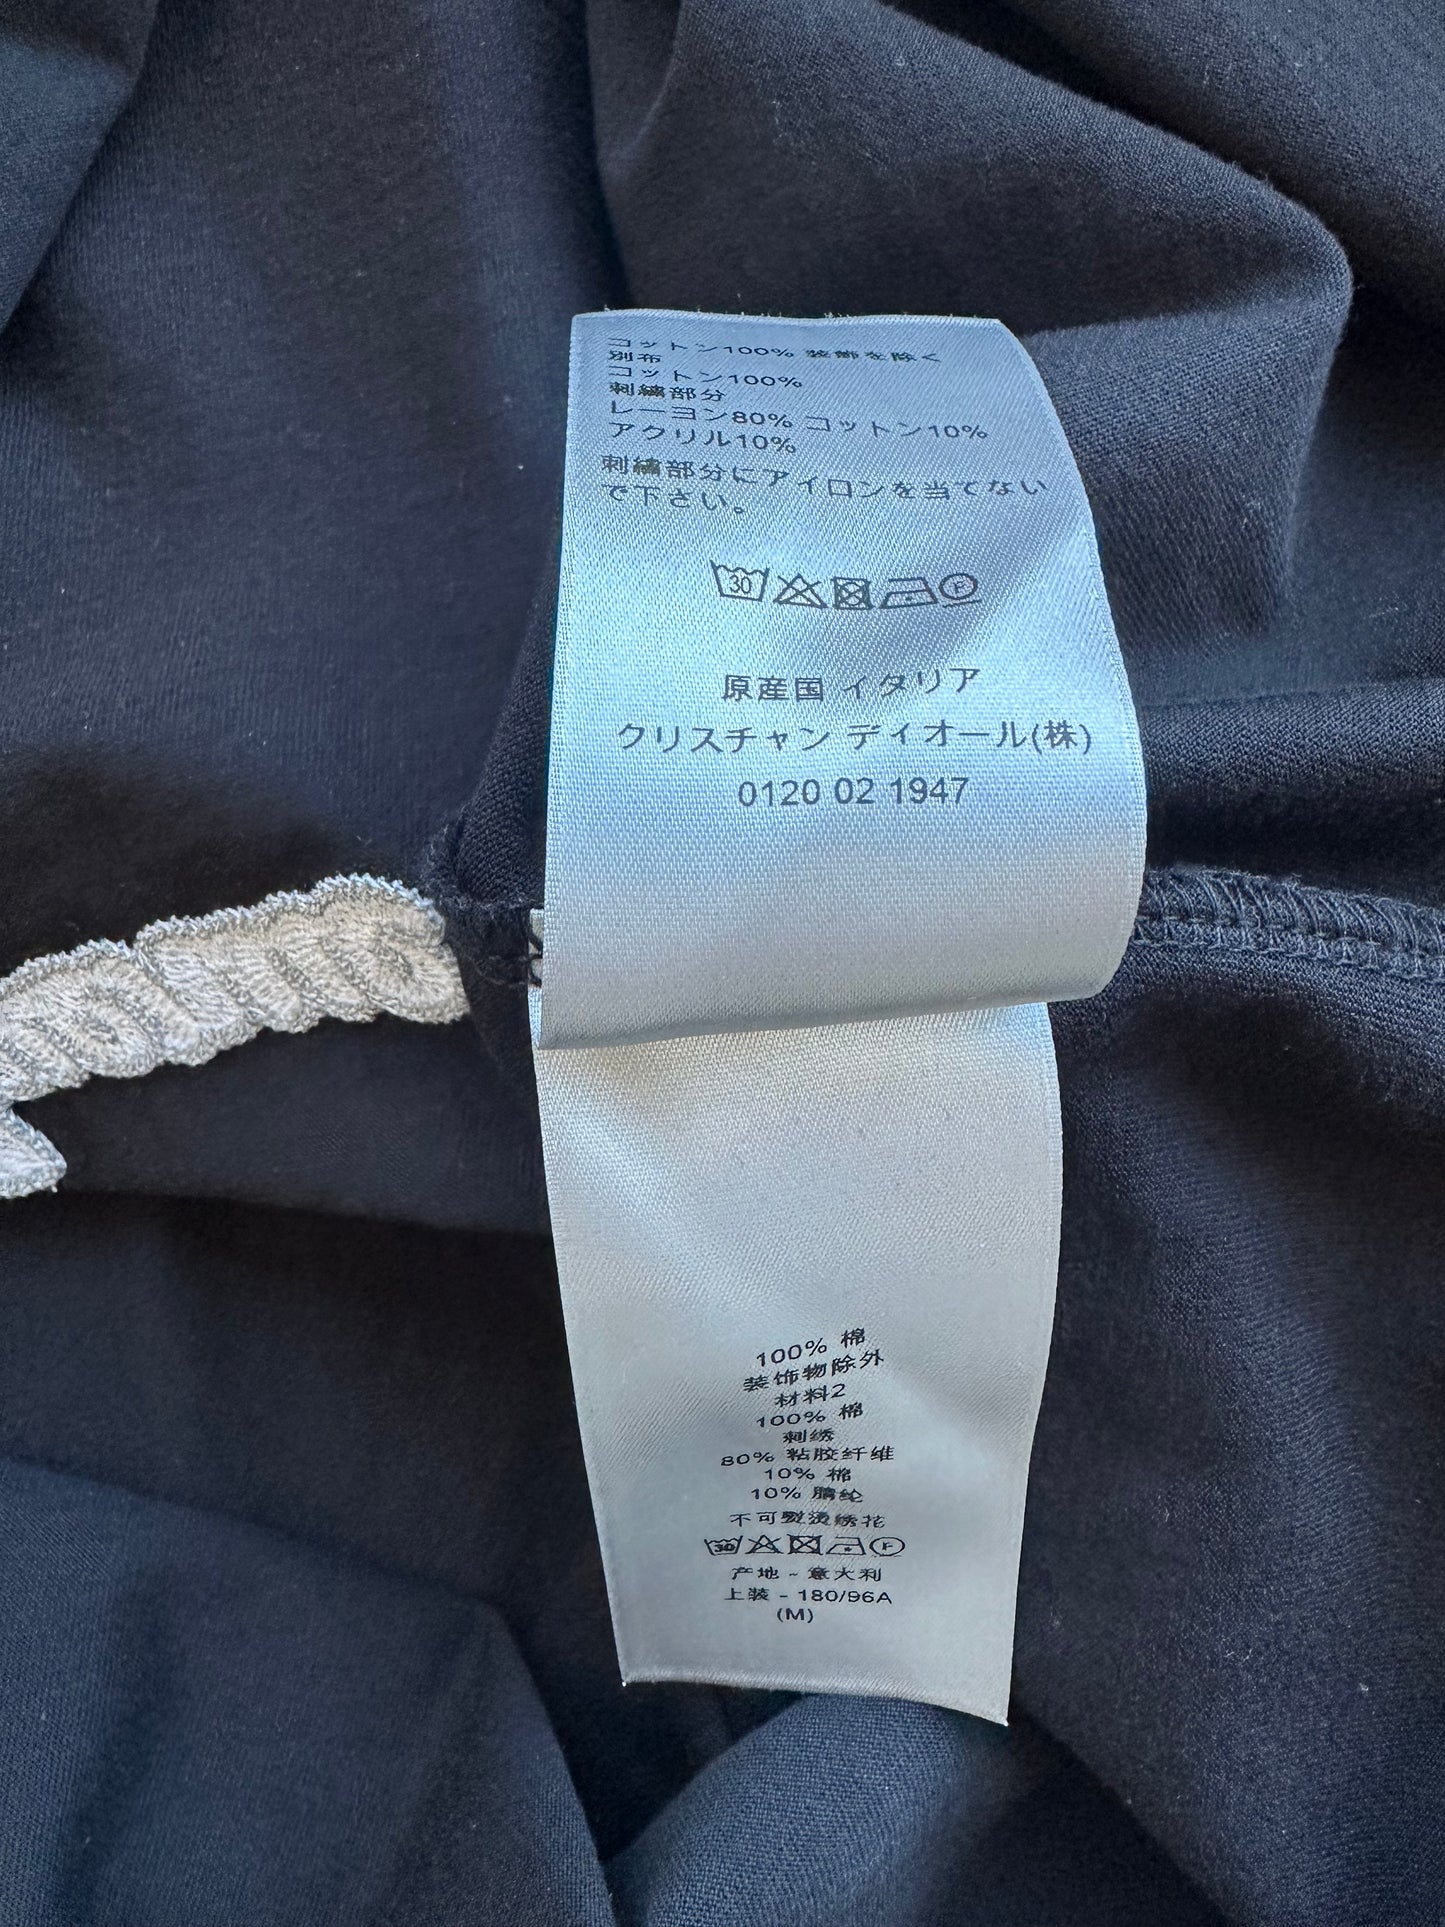 コットン100% 装飾を除く
別布
コットン100%
刺繍部分
レーヨン80% コットン10%
アクリル10%
刺繍部分にアイロンを当てない
で下さい。
30
F
原産国 イタリア
クリスチャン ディオール(株)
0120 02 1947
100% 棉
装饰物除外
材料2
100% 棉
刺绣
80% 粘胶纤维
10% 棉
10% 腈纶
不可熨烫绣花
30
F
产地 - 意大利
上装 - 180/96A
(M)